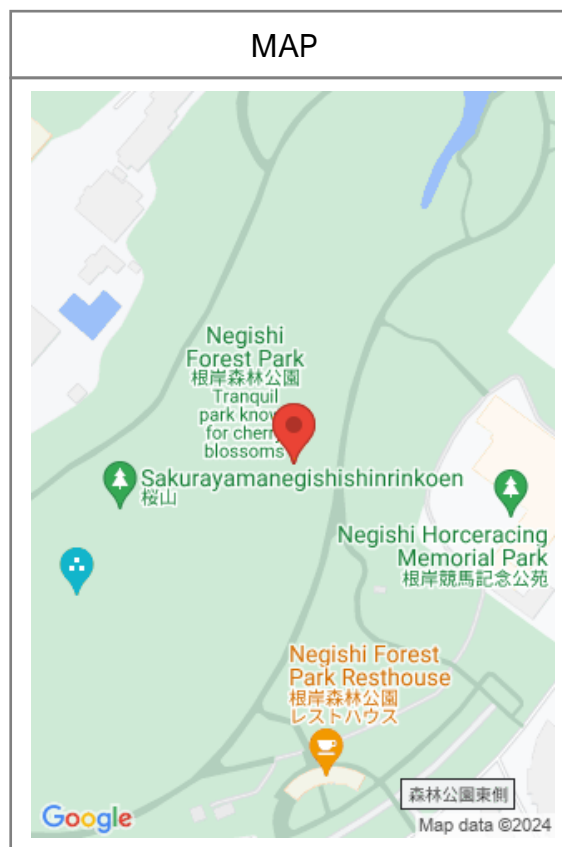 MAP
Negishi
Forest Park
根岸森林公園
Tranquil
park know
for cherry
blossoms
Sakurayamanegishishinrinkoen
桜山
Negishi Horceracing
Memorial Park
根岸競馬記念公苑
Negishi Forest
Park Resthouse
根岸森林公園
レストハウス
森林公園東側
Google
Map data ©2024